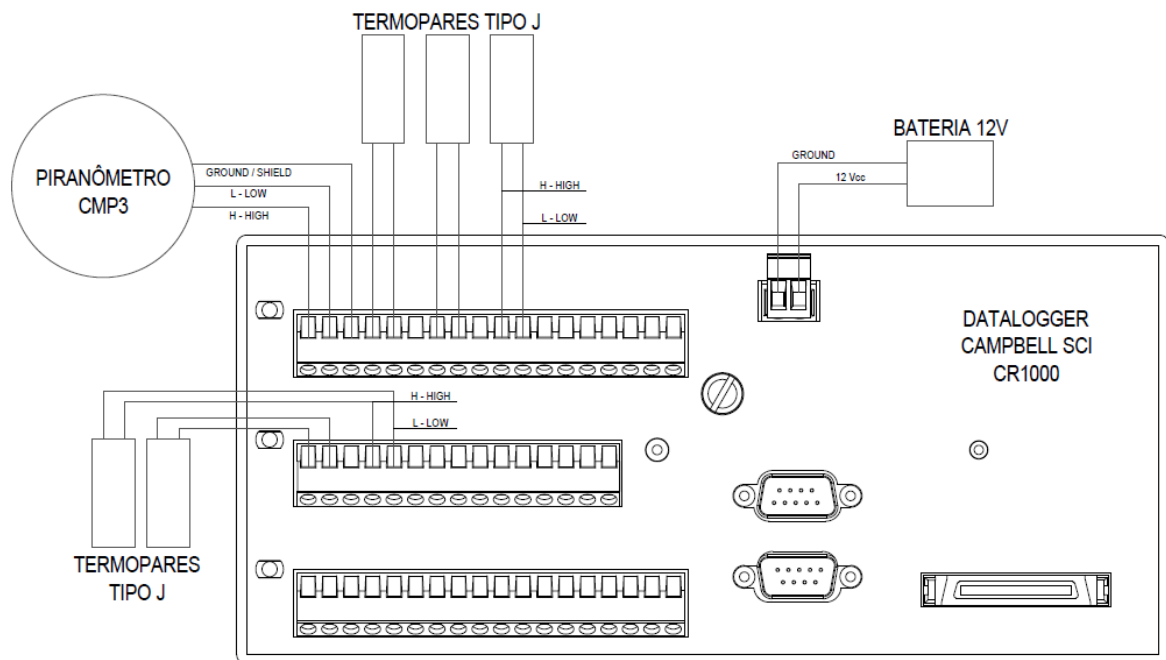 TERMOPARES TIPO J
PIRANÔMETRO
CMP3
GROUND / SHIELD
L - LOW
H - HIGH
H - HIGH
L - LOW
BATERIA 12V
GROUND
12 Vcc
DATALOGGER
CAMPBELL SCI
CR1000
H - HIGH
L - LOW
TERMOPARES
TIPO J